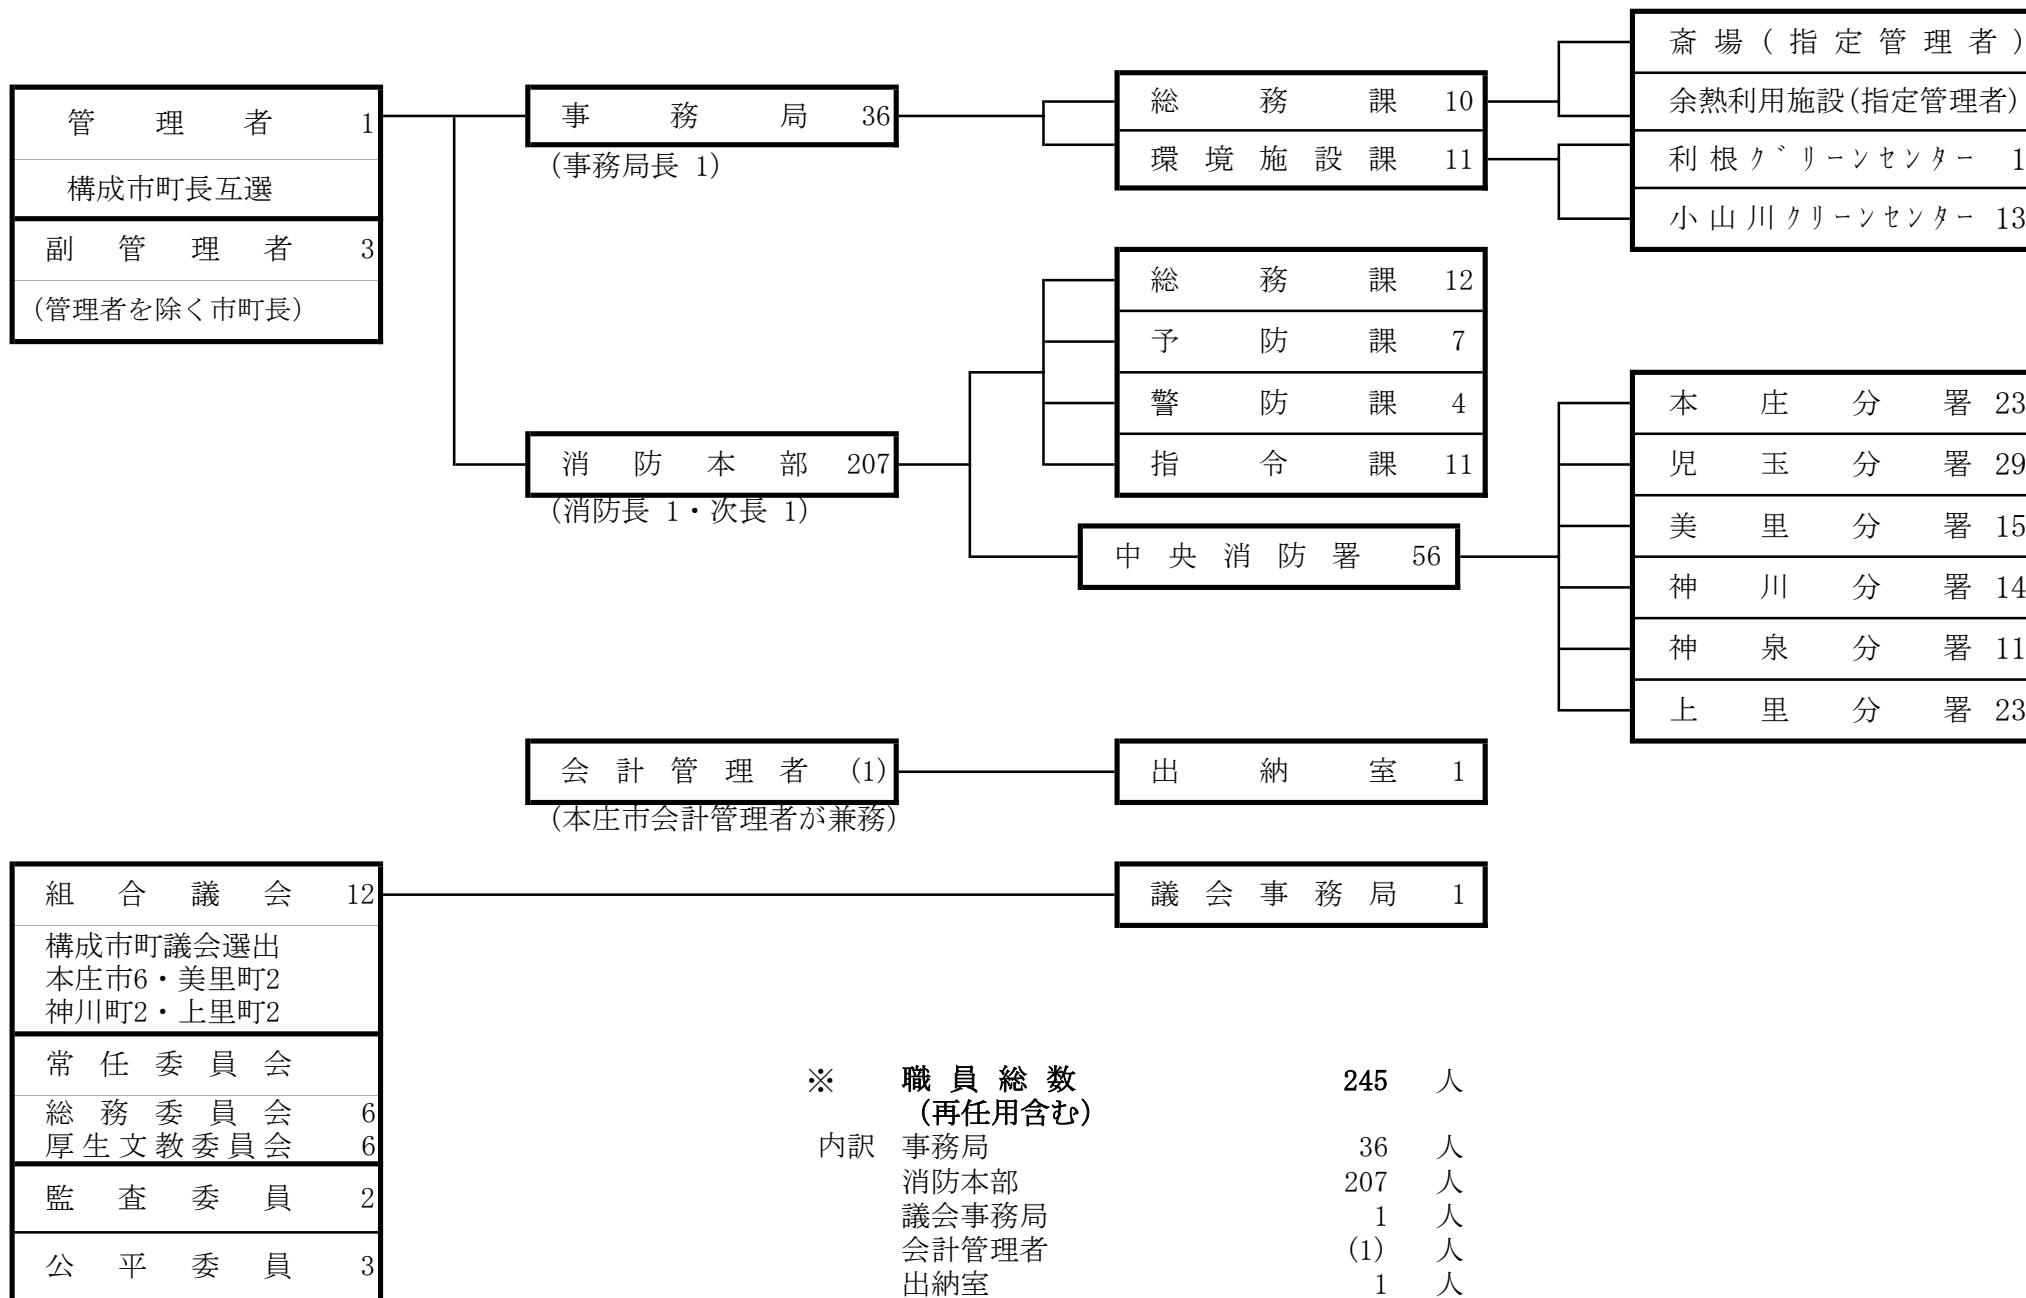 管理者 1
構成市町長互選
副管理者 3
(管理者を除く市町長)
事務局 36
(事務局長 1)
総務課 10
環境施設課 11
斎場(指定管理者)
余熱利用施設(指定管理者)
利根グリーンセンター 1
小山川クリーンセンター 13
消防本部 207
(消防長 1・次長 1)
総務課 12
予防課 7
警防課 4
指令課 11
中央消防署 56
本庄分署 23
児玉分署 29
美里分署 15
神川分署 14
神泉分署 11
上里分署 23
会計管理者 (1)
(本庄市会計管理者が兼務)
出納室 1
組合議会 12
構成市町議会選出
本庄市6・美里町2
神川町2・上里町2
議会事務局 1
常任委員会
総務委員会 6
厚生文教委員会 6
監査委員 2
公平委員 3
※ 職員総数 245 人
(再任用含む)
内訳 事務局 36 人
消防本部 207 人
議会事務局 1 人
会計管理者 (1) 人
出納室 1 人